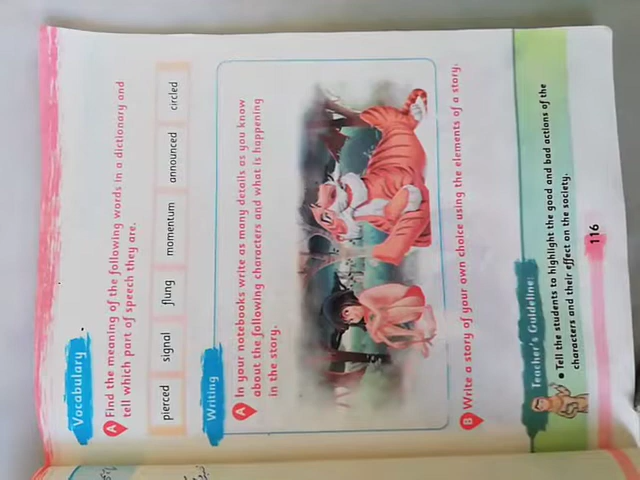 Vocabulary
A Find the meaning of the following words in a dictionary and
tell which part of speech they are.
pierced signal flung momentum announced circled
Writing
A In your notebooks write as many details as you know
about the following characters and what is happening
in the story.
B Write a story of your own choice using the elements of a story.
Teacher's Guideline:
● Tell the students to highlight the good and bad actions of the
characters and their effect on the society.
116